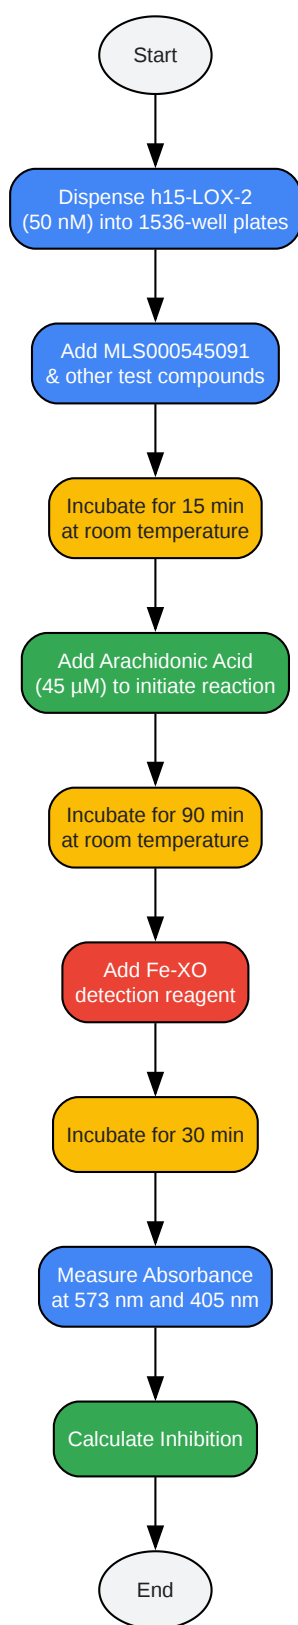 Start
Dispense h15-LOX-2
(50 nM) into 1536-well plates
Add MLS000545091
& other test compounds
Incubate for 15 min
at room temperature
Add Arachidonic Acid
(45 µM) to initiate reaction
Incubate for 90 min
at room temperature
Add Fe-XO
detection reagent
Incubate for 30 min
Measure Absorbance
at 573 nm and 405 nm
Calculate Inhibition
End